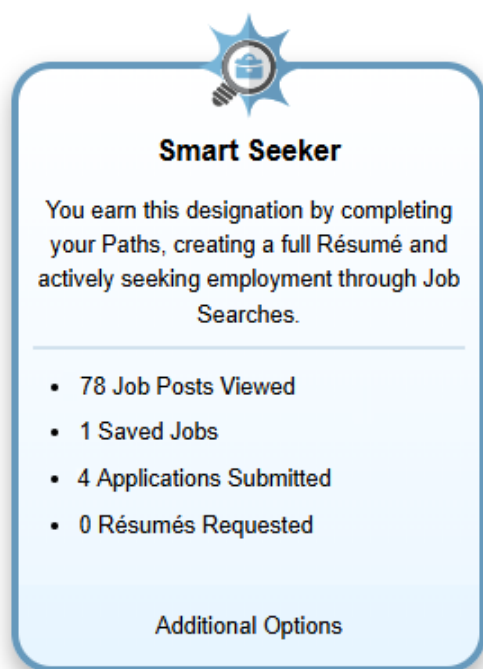 Smart Seeker
You earn this designation by completing
your Paths, creating a full Résumé and
actively seeking employment through Job
Searches.
• 78 Job Posts Viewed
• 1 Saved Jobs
• 4 Applications Submitted
• 0 Résumés Requested
Additional Options